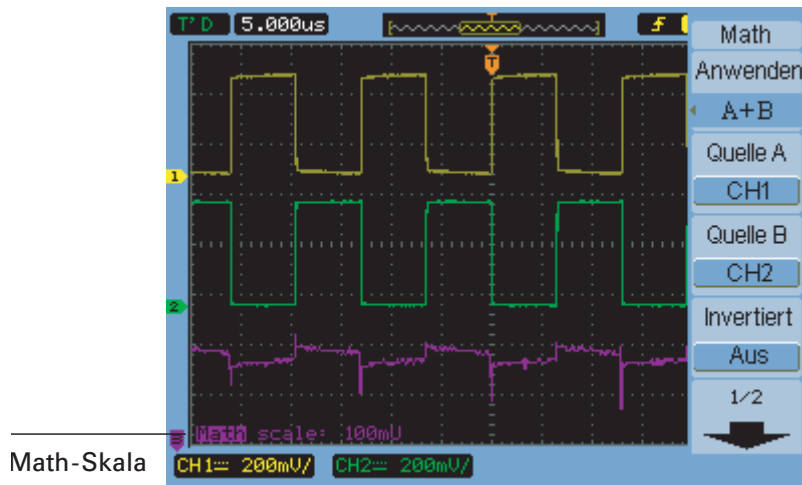 T'D 5.000us
T
Math
Anwenden
A+B
Quelle A
CH1
Quelle B
CH2
Invertiert
Aus
1/2
1
2
Math scale: 100mU
Math-Skala
CH1 200mV/ CH2 200mV/